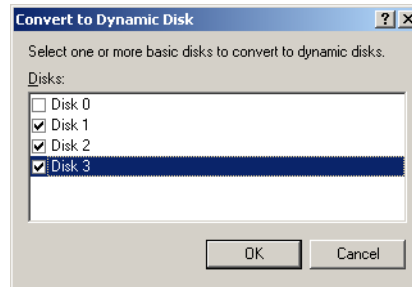 Convert to Dynamic Disk
Select one or more basic disks to convert to dynamic disks.
Disks:
Disk 0
Disk 1
Disk 2
Disk 3
OK Cancel